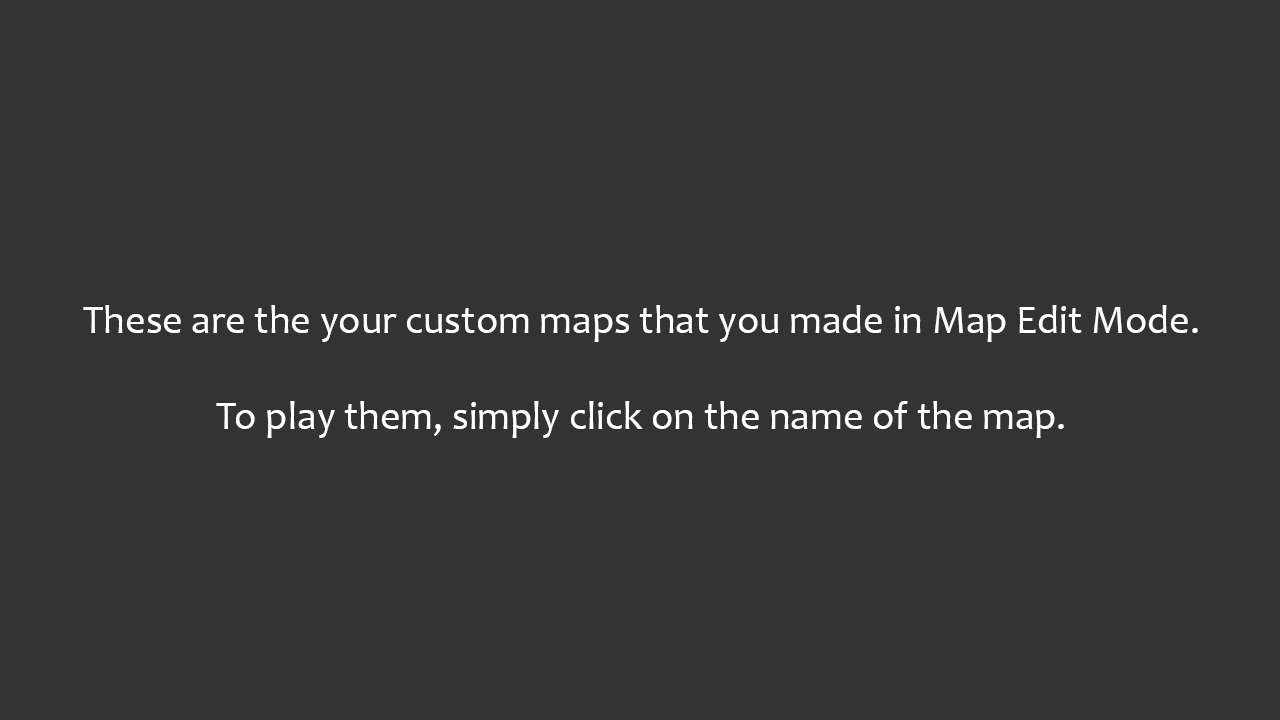 These are the your custom maps that you made in Map Edit Mode.
To play them, simply click on the name of the map.